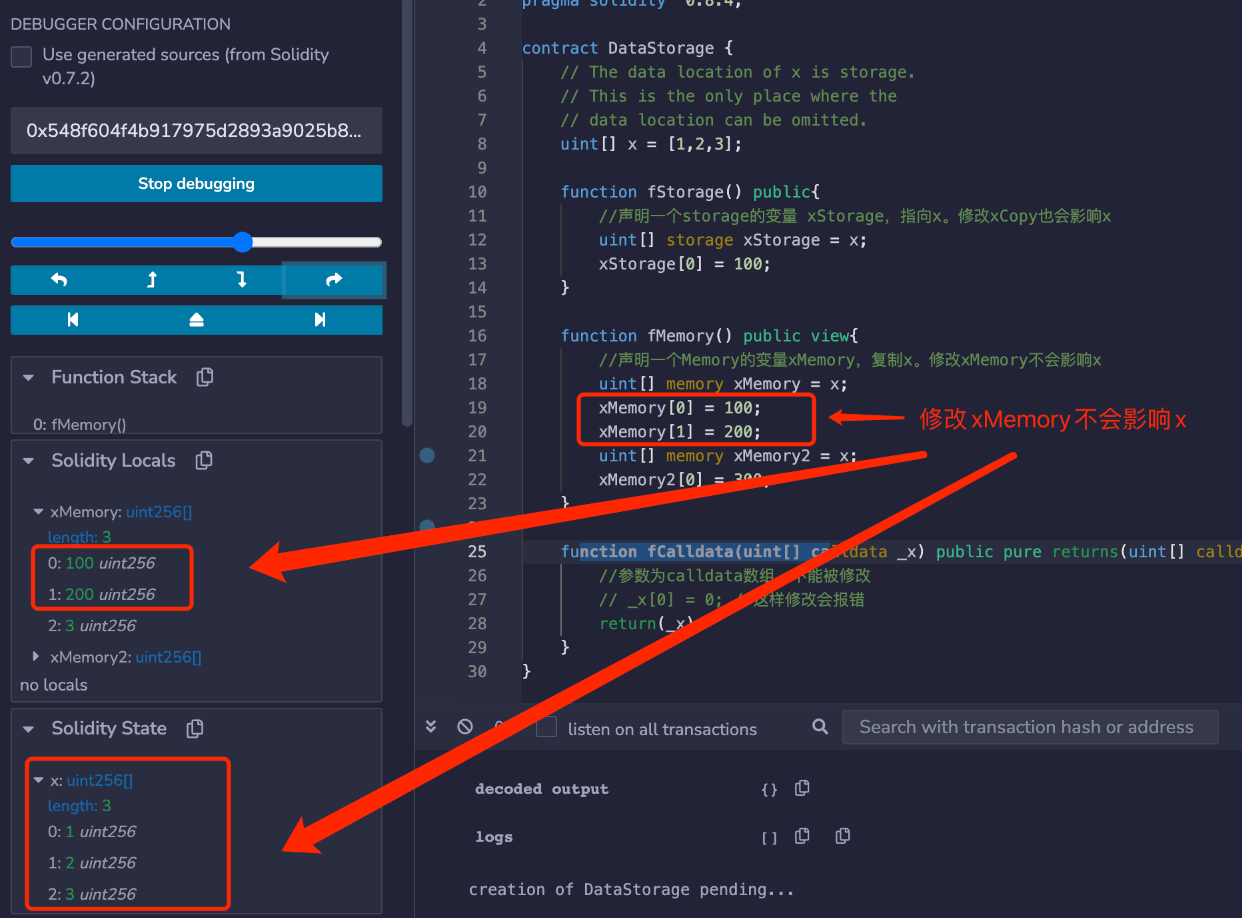 DEBUGGER CONFIGURATION
Use generated sources (from Solidity
v0.7.2)
0x548f604f4b917975d2893a9025b8...
Stop debugging
Function Stack
0: fMemory()
Solidity Locals
xMemory: uint256[]
length: 3
0: 100 uint256
1: 200 uint256
2: 3 uint256
xMemory2: uint256[]
no locals
Solidity State
x: uint256[]
length: 3
0: 1 uint256
1: 2 uint256
2: 3 uint256
2 pragma solidity ^0.8.4;
3
4 contract DataStorage {
5 // The data location of x is storage.
6 // This is the only place where the
7 // data location can be omitted.
8 uint[] x = [1,2,3];
9
10 function fStorage() public{
11 //声明一个storage的变量 xStorage，指向x。修改xCopy也会影响x
12 uint[] storage xStorage = x;
13 xStorage[0] = 100;
14 }
15
16 function fMemory() public view{
17 //声明一个Memory的变量xMemory，复制x。修改xMemory不会影响x
18 uint[] memory xMemory = x;
19 xMemory[0] = 100;
20 xMemory[1] = 200;
修改xMemory不会影响x
21 uint[] memory xMemory2 = x;
22 xMemory2[0] = 300;
23 }
25 function fCalldata(uint[] calldata _x) public pure returns(uint[] calld
26 //参数为calldata数组，不能被修改
27 // _x[0] = 0; //这样修改会报错
28 return(_x)
29 }
30 }
listen on all transactions
Search with transaction hash or address
decoded output {}
logs []
creation of DataStorage pending...